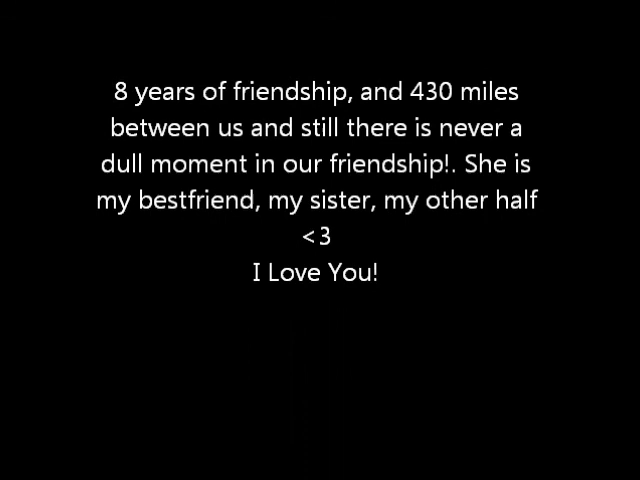 8 years of friendship, and 430 miles
between us and still there is never a
dull moment in our friendship!. She is
my bestfriend, my sister, my other half
<3
I Love You!